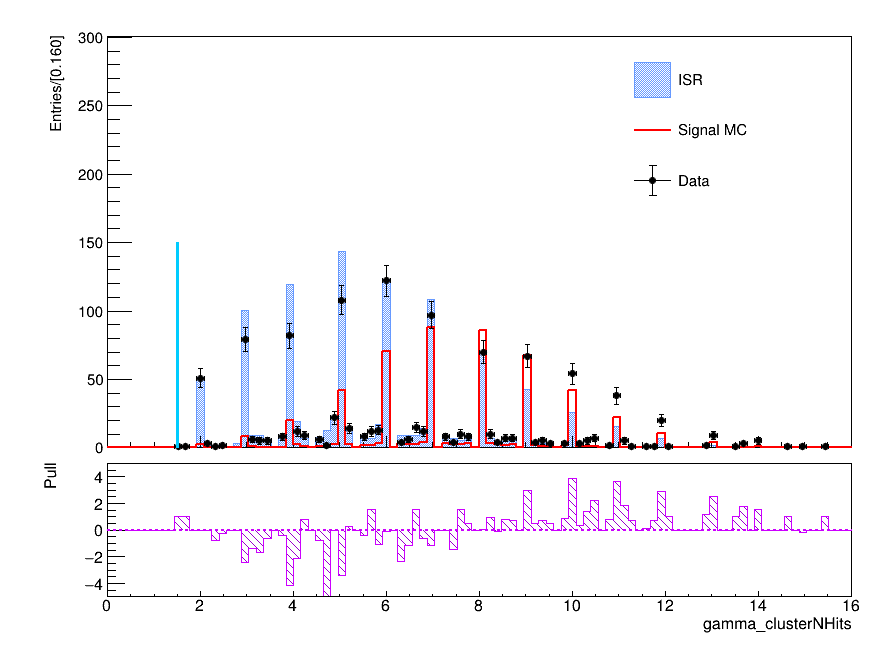 Entries/[0.160]
300
250
200
150
100
50
0
ISR
Signal MC
Data
Pull
4
2
0
−2
−4
0 2 4 6 8 10 12 14 16
gamma_clusterNHits